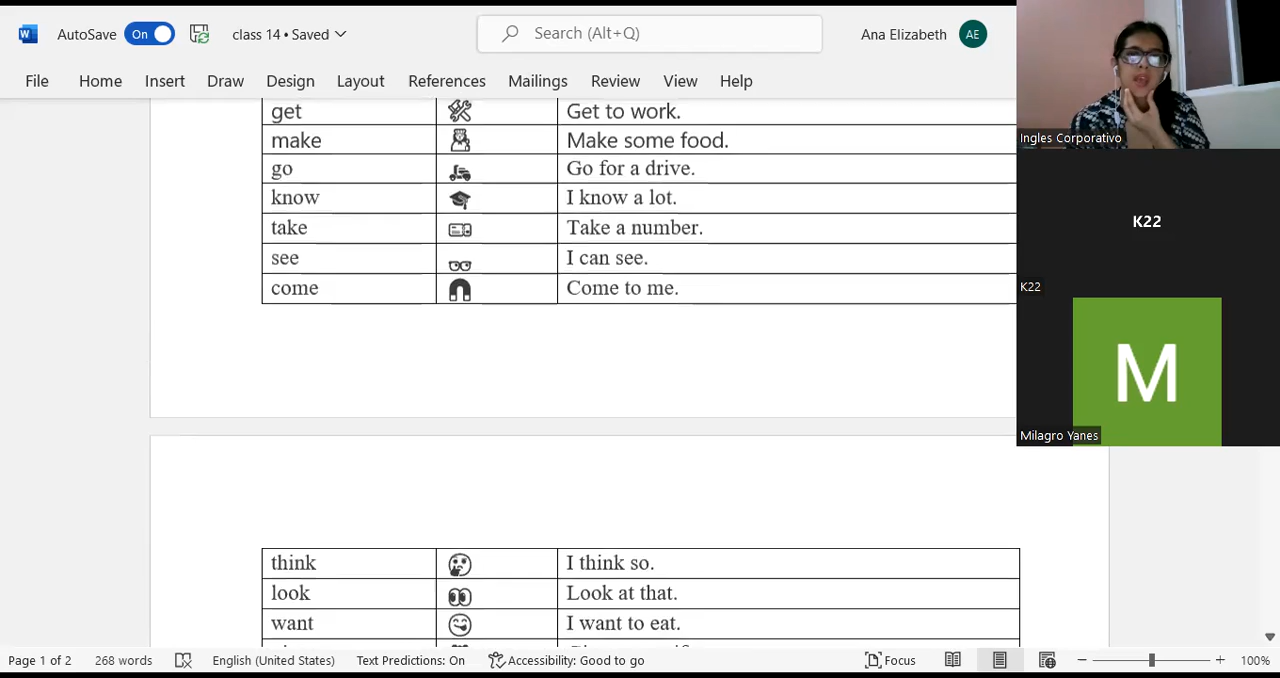 AutoSave On class 14 • Saved Search (Alt+Q) Ana Elizabeth AE
File Home Insert Draw Design Layout References Mailings Review View Help
get Get to work.
make Make some food.
go Go for a drive.
know I know a lot.
take Take a number.
see I can see.
come Come to me.
think I think so.
look Look at that.
want I want to eat.
Page 1 of 2 268 words English (United States) Text Predictions: On Accessibility: Good to go Focus 100%
Ingles Corporativo
K22
K22
M
Milagro Yanes